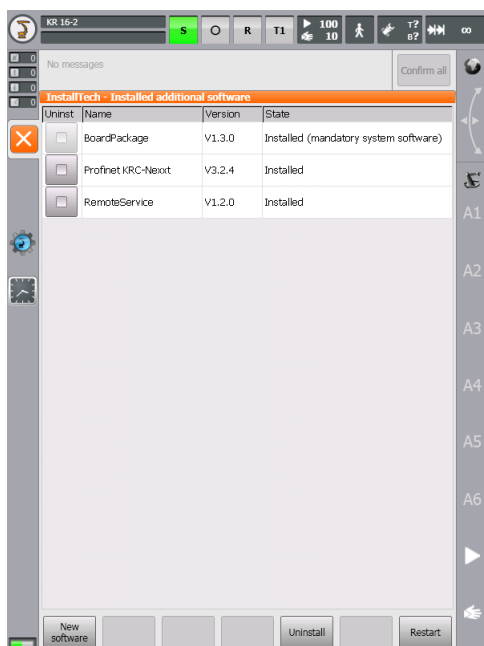 KR 16-2
S
O
R
T1
100
10
T?
B?
∞
0
0
0
0
No messages
Confirm all
InstallTech - Installed additional software
Uninst Name Version State
BoardPackage V1.3.0 Installed (mandatory system software)
Profinet KRC-Nexxt V3.2.4 Installed
RemoteService V1.2.0 Installed
A1
A2
A3
A4
A5
A6
New
software
Uninstall
Restart